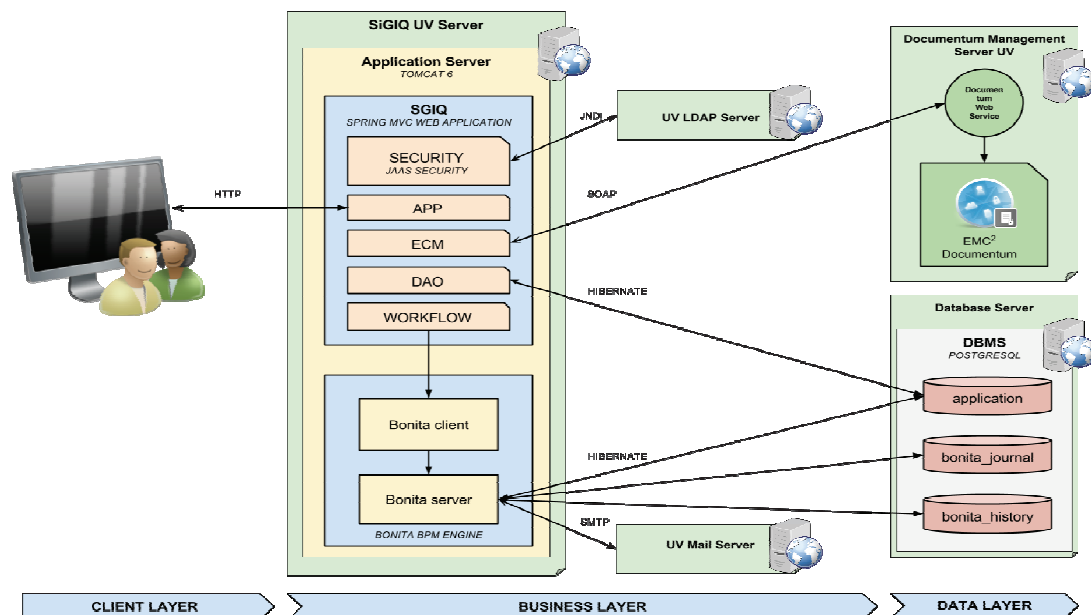 SiGIQ UV Server
Application Server
TOMCAT 6
SGIQ
SPRING MVC WEB APPLICATION
SECURITY
JAAS SECURITY
APP
ECM
DAO
WORKFLOW
Bonita client
Bonita server
BONITA BPM ENGINE
HTTP
JNDI
SOAP
HIBERNATE
HIBERNATE
SMTP
UV LDAP Server
UV Mail Server
Documentum Management
Server UV
Documen
tum
Web
Service
EMC²
Documentum
Database Server
DBMS
POSTGRESQL
application
bonita_journal
bonita_history
CLIENT LAYER
BUSINESS LAYER
DATA LAYER